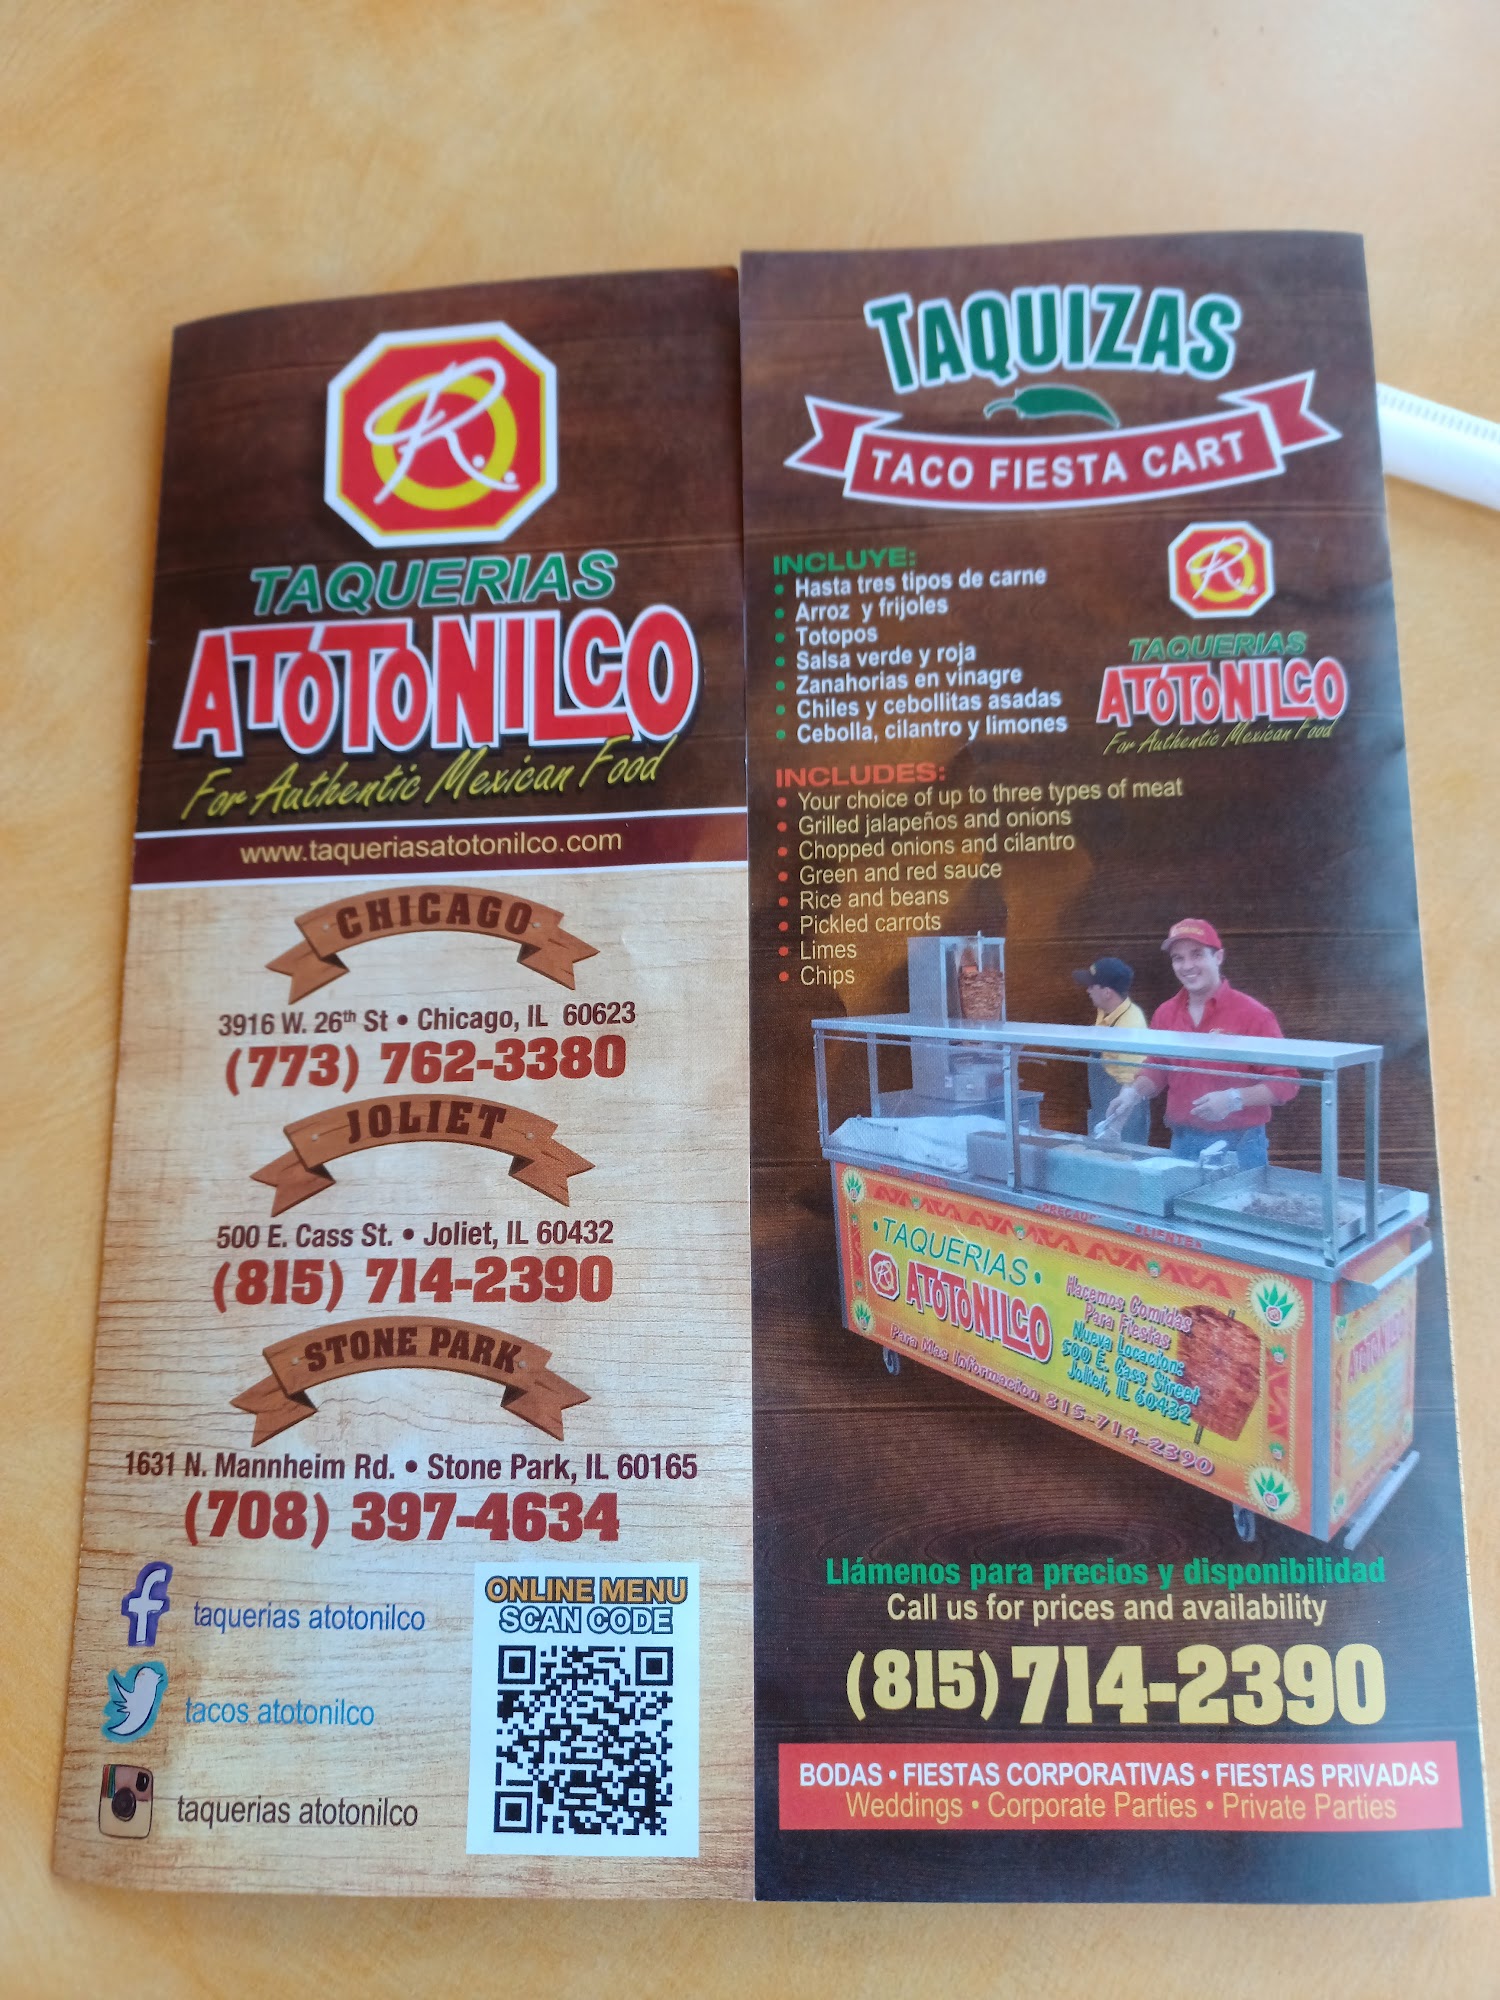 R.
TAQUERIAS
ATOTONILCO
For Authentic Mexican Food
www.taqueriasatotonilco.com
CHICAGO
3916 W. 26th St • Chicago, IL 60623
(773) 762-3380
JOLIET
500 E. Cass St. • Joliet, IL 60432
(815) 714-2390
STONE PARK
1631 N. Mannheim Rd. • Stone Park, IL 60165
(708) 397-4634
taquerias atotonilco
tacos atotonilco
taquerias atotonilco
ONLINE MENU
SCAN CODE
TAQUIZAS
TACO FIESTA CART
INCLUYE:
• Hasta tres tipos de carne
• Arroz y frijoles
• Totopos
• Salsa verde y roja
• Zanahorias en vinagre
• Chiles y cebollitas asadas
• Cebolla, cilantro y limones
R.
TAQUERIAS
ATOTONILCO
For Authentic Mexican Food
INCLUDES:
• Your choice of up to three types of meat
• Grilled jalapeños and onions
• Chopped onions and cilantro
• Green and red sauce
• Rice and beans
• Pickled carrots
• Limes
• Chips
• TAQUERIAS •
R
ATOTONILCO
Hacemos Comidas
Para Fiestas
Nueva Locacion:
500 E. Cass Street
Joliet, IL 60432
Para Mas Informacion 815-714-2390
ATOTONILCO
Llámenos para precios y disponibilidad
Call us for prices and availability
(815) 714-2390
BODAS • FIESTAS CORPORATIVAS • FIESTAS PRIVADAS
Weddings • Corporate Parties • Private Parties